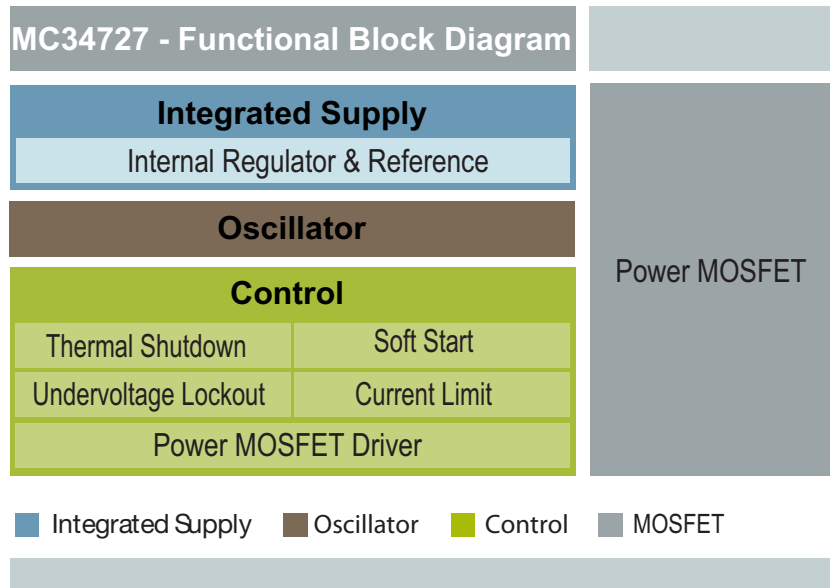 MC34727 - Functional Block Diagram
Integrated Supply
Internal Regulator & Reference
Oscillator
Control
Thermal Shutdown
Soft Start
Undervoltage Lockout
Current Limit
Power MOSFET Driver
Power MOSFET
Integrated Supply
Oscillator
Control
MOSFET